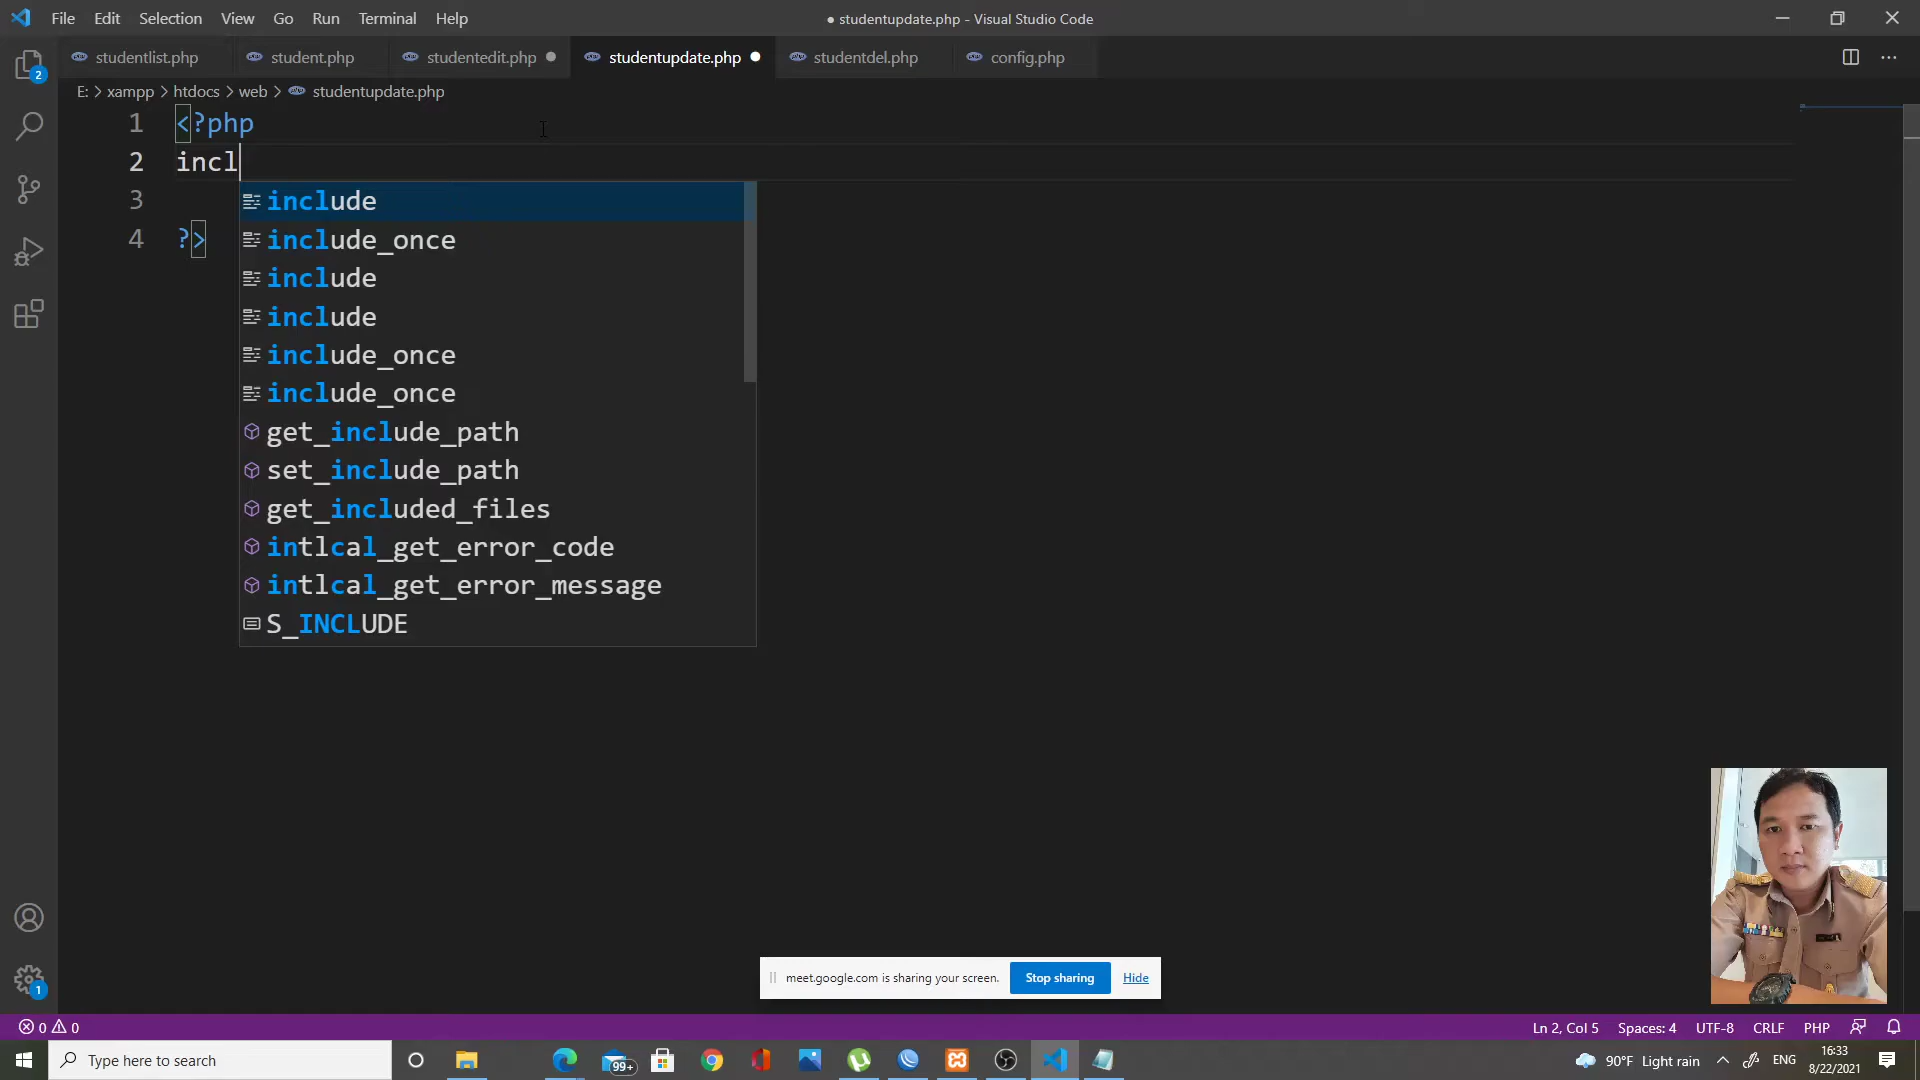 File Edit Selection View Go Run Terminal Help
● studentupdate.php - Visual Studio Code
studentlist.php student.php studentedit.php studentupdate.php studentdel.php config.php
2
E: > xampp > htdocs > web > studentupdate.php
1 <?php
2 incl
3
4 ?>
include
include_once
include
include
include_once
include_once
get_include_path
set_include_path
get_included_files
intlcal_get_error_code
intlcal_get_error_message
S_INCLUDE
meet.google.com is sharing your screen. Stop sharing Hide
1
0 0
Ln 2, Col 5 Spaces: 4 UTF-8 CRLF PHP
Type here to search
99+
90°F Light rain
ENG
16:33
8/22/2021